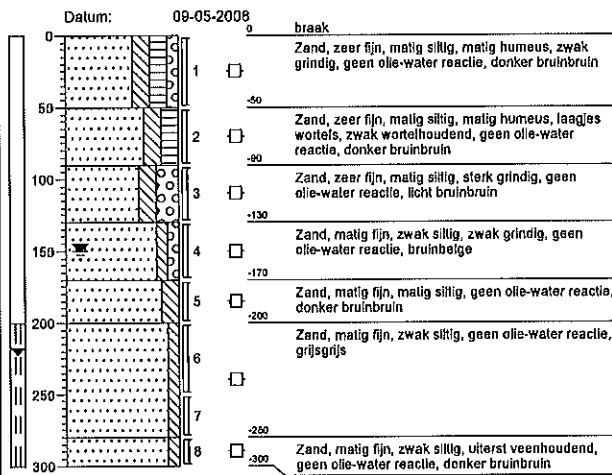 Datum: 09-05-2008
0 braak
0
Zand, zeer fijn, matig siltig, matig humeus, zwak
grindig, geen olie-water reactie, donker bruinbruin
1
-50
50
Zand, zeer fijn, matig siltig, matig humeus, laagjes
wortels, zwak wortelhoudend, geen olie-water
reactie, donker bruinbruin
2
-90
100
Zand, zeer fijn, matig siltig, sterk grindig, geen
olie-water reactie, licht bruinbruin
3
-130
150
Zand, matig fijn, zwak siltig, zwak grindig, geen
olie-water reactie, bruinbeige
4
-170
Zand, matig fijn, matig siltig, geen olie-water reactie,
donker bruinbruin
5
-200
200
Zand, matig fijn, zwak siltig, geen olie-water reactie,
grijsgrijs
6
250
7
-280
Zand, matig fijn, zwak siltig, uiterst veenhoudend,
geen olie-water reactie, donker bruinbruin
8
-300
300